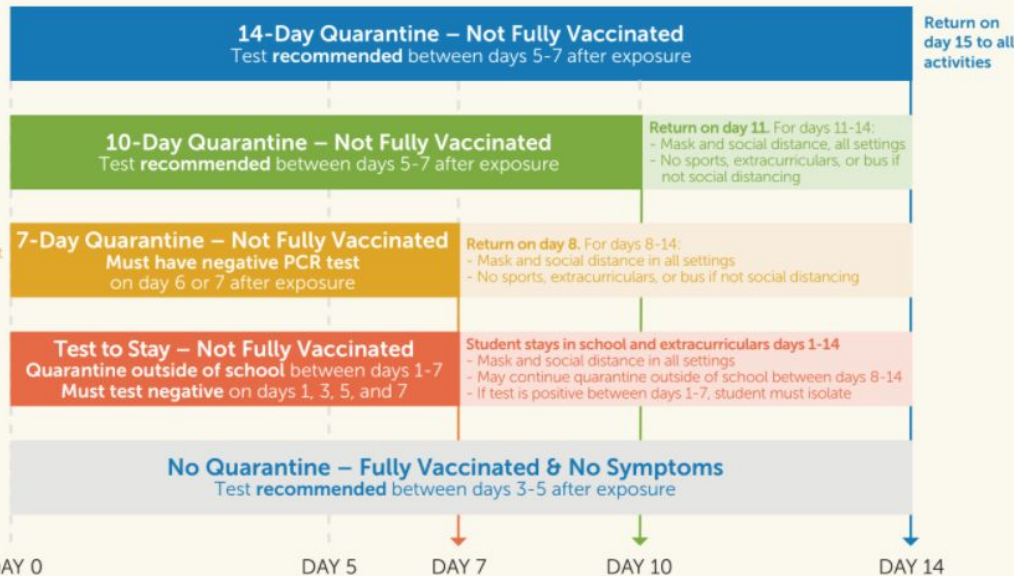 14-Day Quarantine – Not Fully Vaccinated
Test recommended between days 5-7 after exposure
Return on
day 15 to all
activities
10-Day Quarantine – Not Fully Vaccinated
Test recommended between days 5-7 after exposure
Return on day 11. For days 11-14:
- Mask and social distance, all settings
- No sports, extracurriculars, or bus if
not social distancing
7-Day Quarantine – Not Fully Vaccinated
Must have negative PCR test
on day 6 or 7 after exposure
Return on day 8. For days 8-14:
- Mask and social distance in all settings
- No sports, extracurriculars, or bus if not social distancing
Test to Stay – Not Fully Vaccinated
Quarantine outside of school between days 1-7
Must test negative on days 1, 3, 5, and 7
Student stays in school and extracurriculars days 1-14
- Mask and social distance in all settings
- May continue quarantine outside of school between days 8-14
- If test is positive between days 1-7, student must isolate
No Quarantine – Fully Vaccinated & No Symptoms
Test recommended between days 3-5 after exposure
AY 0
DAY 5
DAY 7
DAY 10
DAY 14